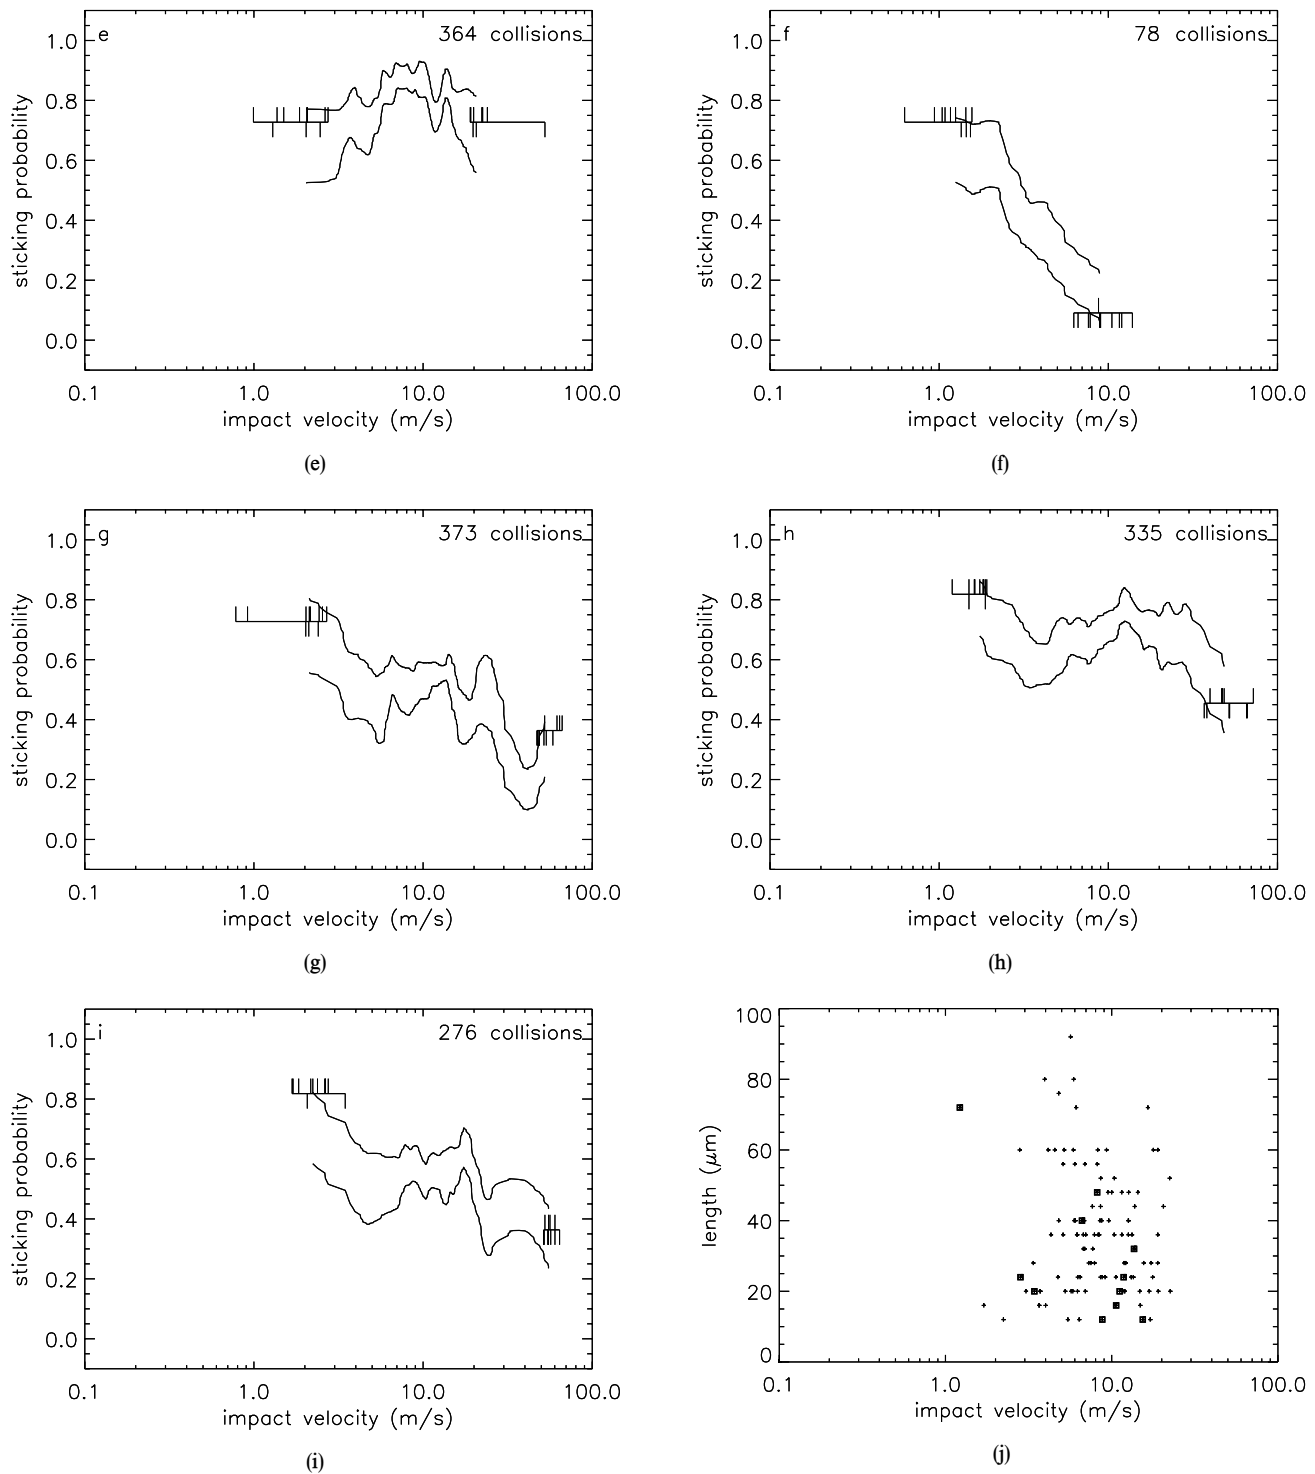 e 364 collisions
1.0
0.8
0.6
0.4
0.2
0.0
sticking probability
0.1 1.0 10.0 100.0
impact velocity (m/s)
(e)
f 78 collisions
1.0
0.8
0.6
0.4
0.2
0.0
sticking probability
0.1 1.0 10.0 100.0
impact velocity (m/s)
(f)
g 373 collisions
1.0
0.8
0.6
0.4
0.2
0.0
sticking probability
0.1 1.0 10.0 100.0
impact velocity (m/s)
(g)
h 335 collisions
1.0
0.8
0.6
0.4
0.2
0.0
sticking probability
0.1 1.0 10.0 100.0
impact velocity (m/s)
(h)
i 276 collisions
1.0
0.8
0.6
0.4
0.2
0.0
sticking probability
0.1 1.0 10.0 100.0
impact velocity (m/s)
(i)
100
80
60
40
20
0
length (μm)
0.1 1.0 10.0 100.0
impact velocity (m/s)
(j)